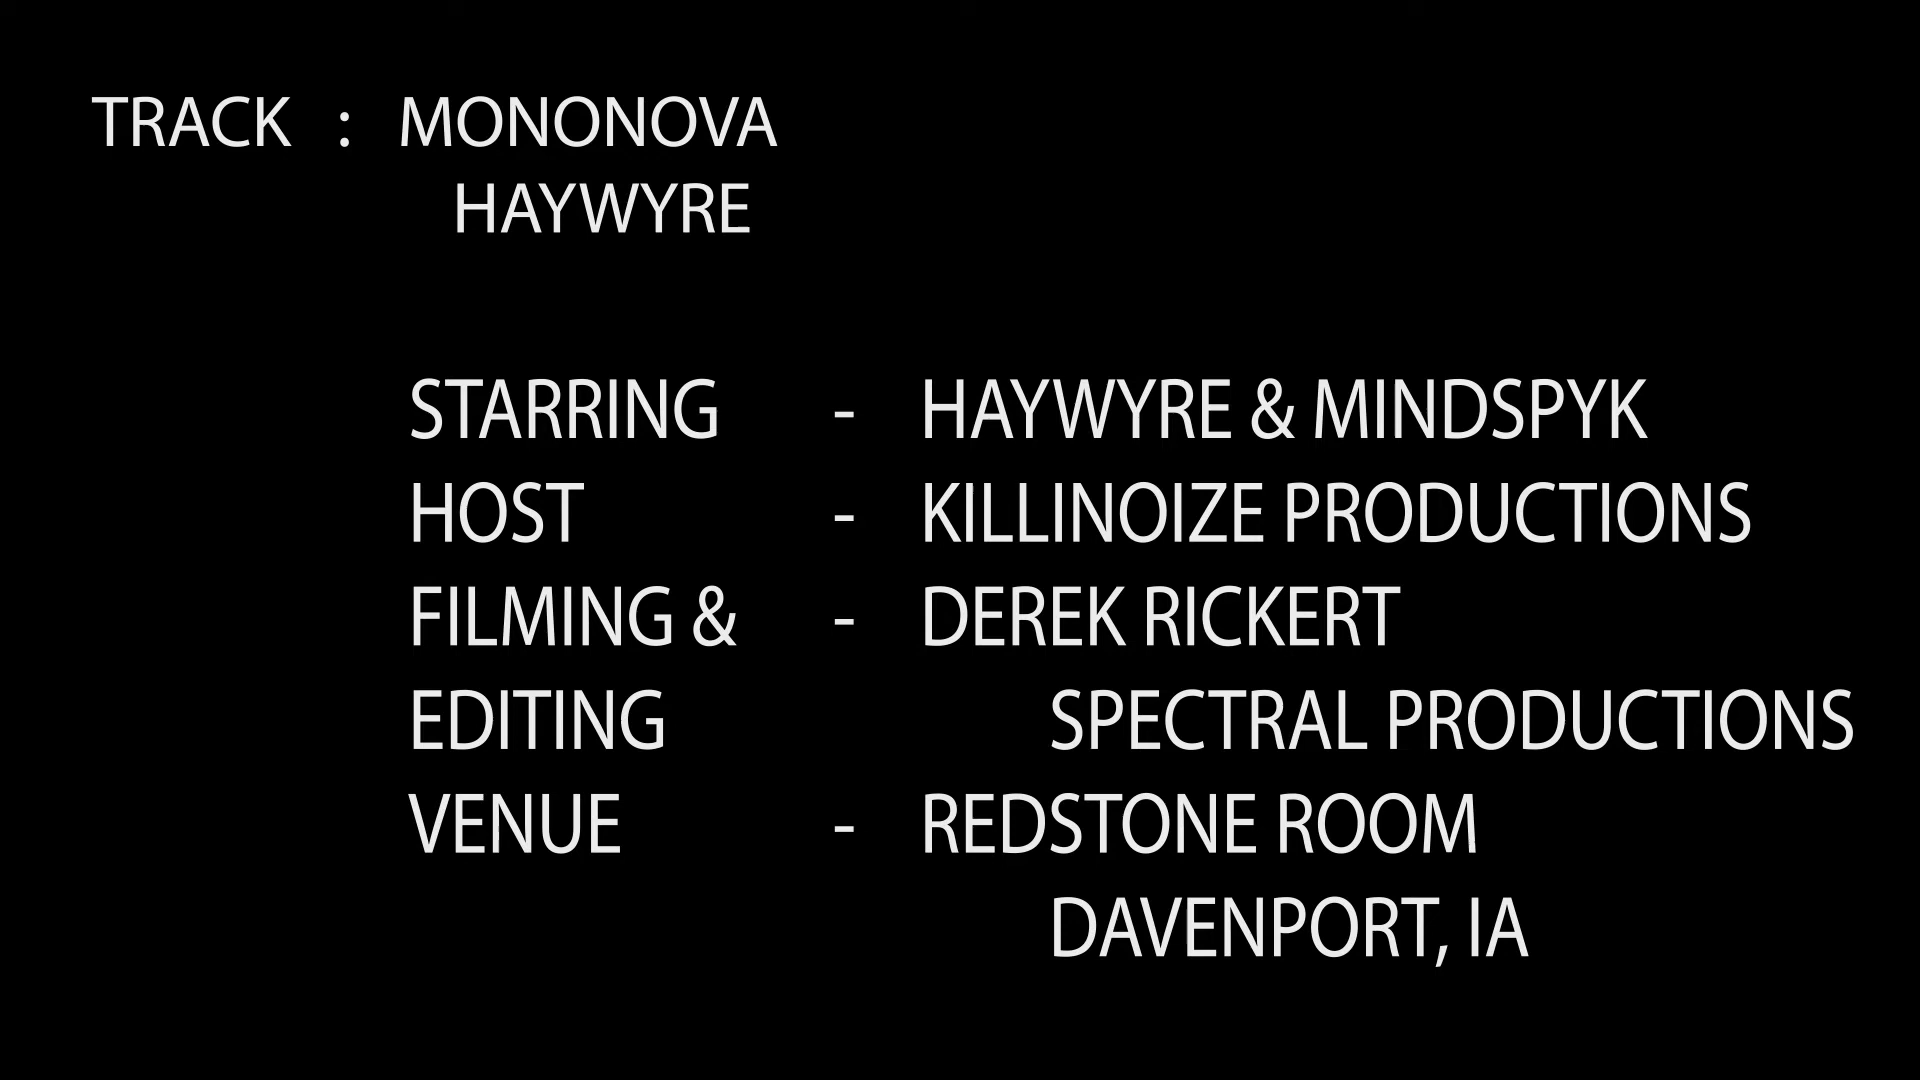 TRACK : MONONOVA
HAYWYRE
STARRING - HAYWYRE & MINDSPYK
HOST - KILLINOIZE PRODUCTIONS
FILMING & - DEREK RICKERT
EDITING SPECTRAL PRODUCTIONS
VENUE - REDSTONE ROOM
DAVENPORT, IA